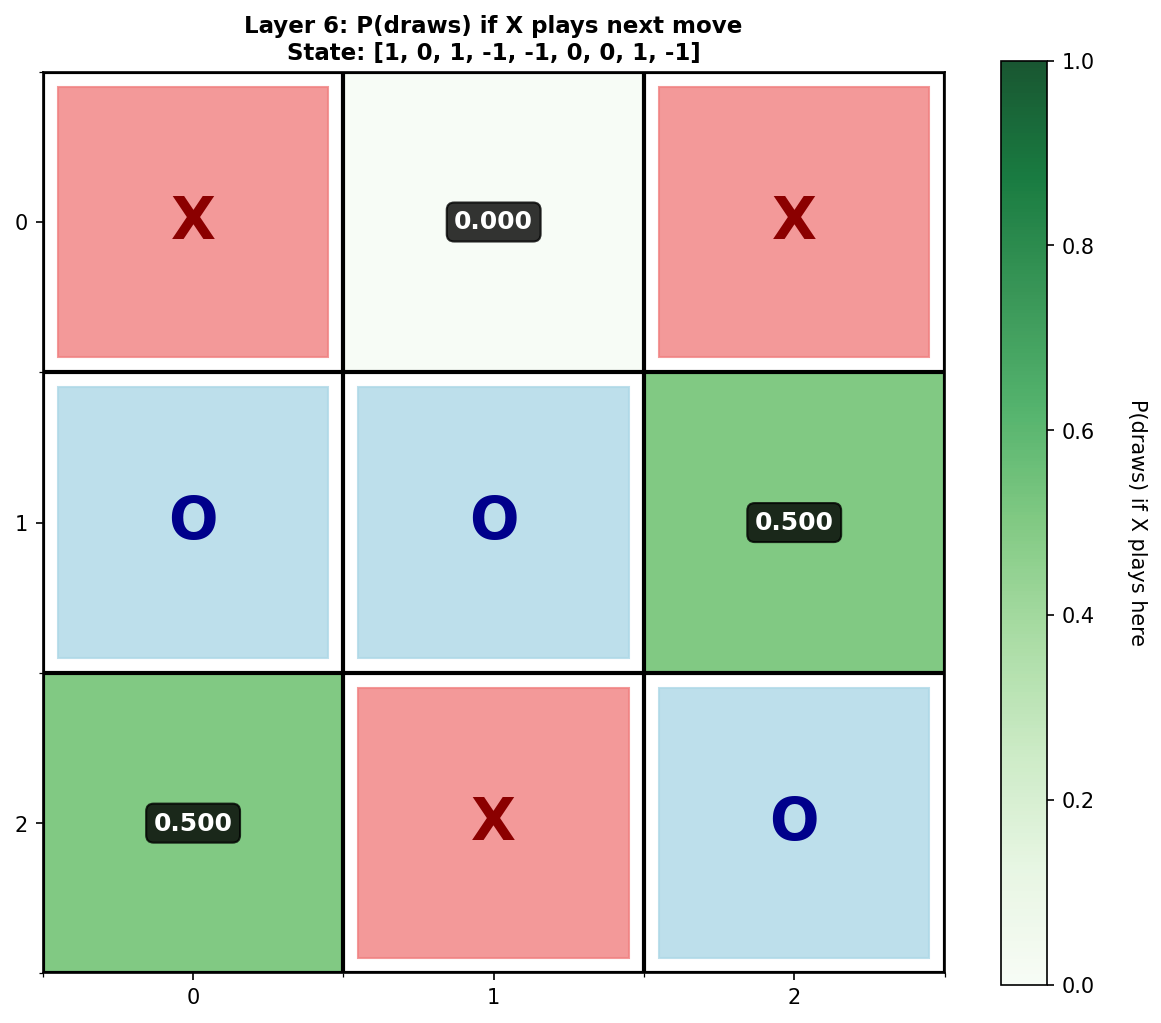 Layer 6: P(draws) if X plays next move
State: [1, 0, 1, -1, -1, 0, 0, 1, -1]
0
X
0.000
X
1
O
O
0.500
2
0.500
X
O
0
1
2
1.0
0.8
0.6
0.4
0.2
0.0
P(draws) if X plays here